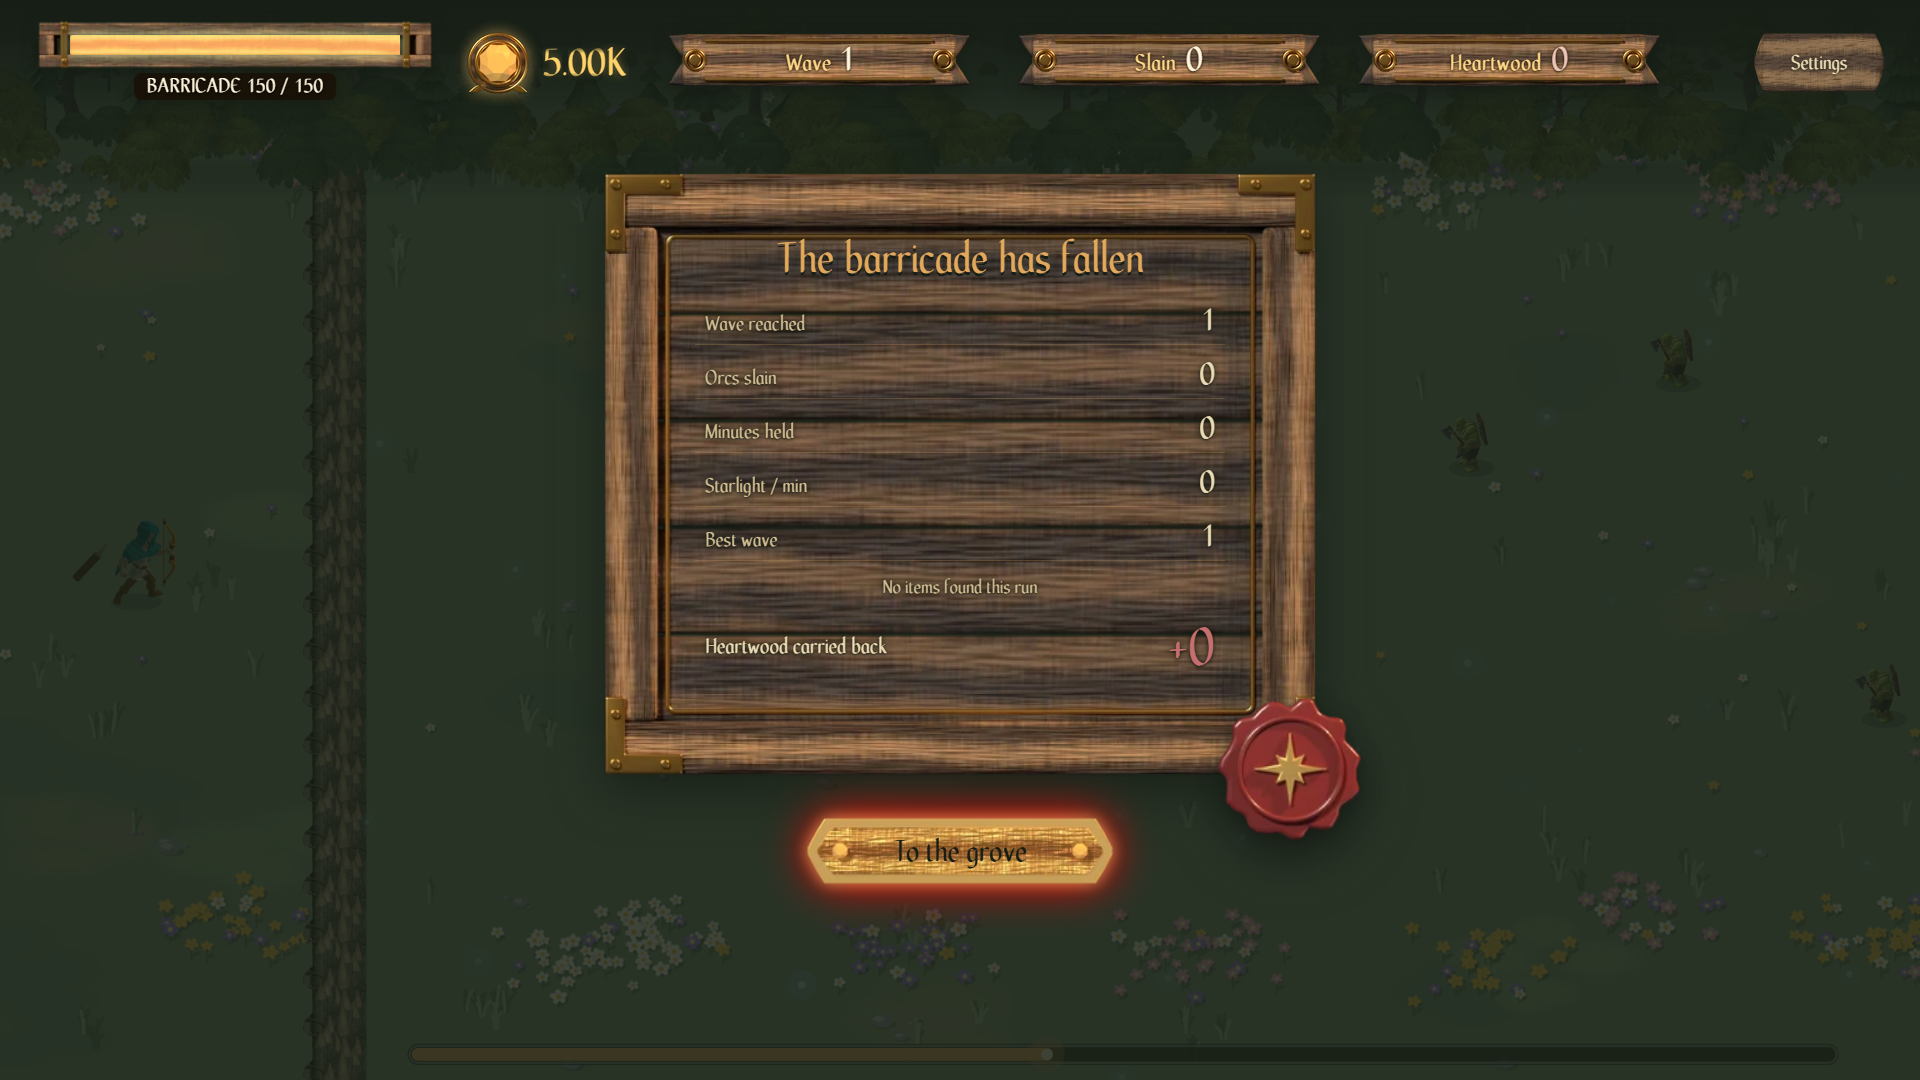 BARRICADE 150 / 150
5.00K
Wave 1
Slain 0
Heartwood 0
Settings
The barricade has fallen
Wave reached 1
Orcs slain 0
Minutes held 0
Starlight / min 0
Best wave 1
No items found this run
Heartwood carried back +0
To the grove